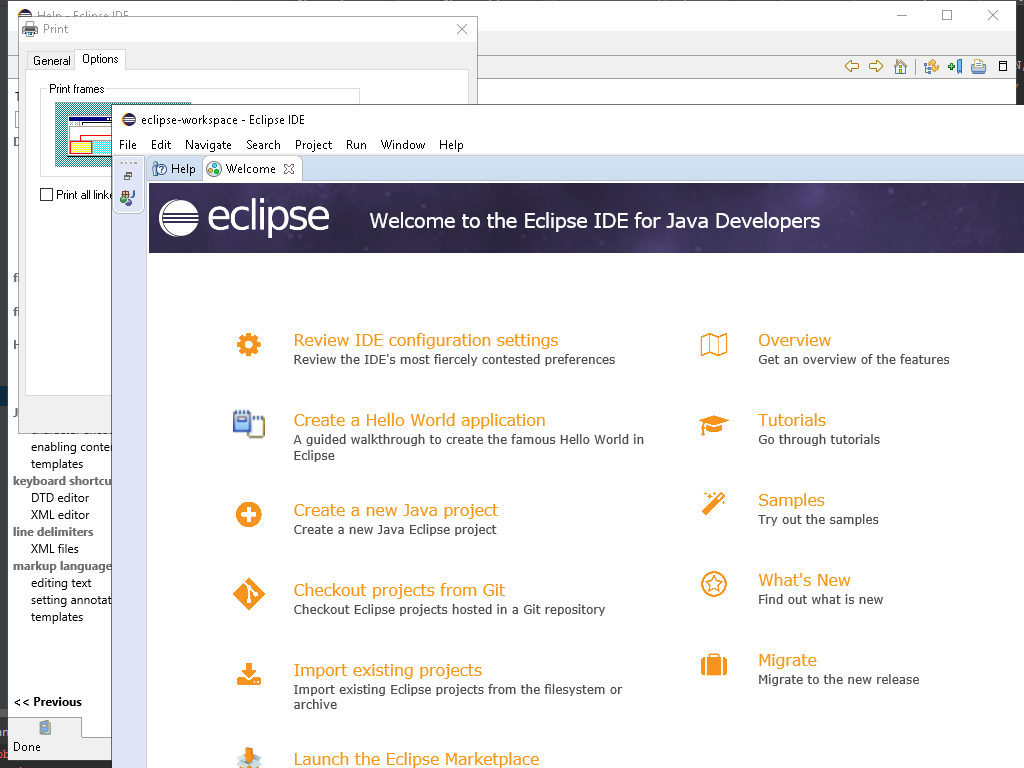 Help - Eclipse IDE
Print
General
Options
Print frames
Print all link
eclipse-workspace - Eclipse IDE
File Edit Navigate Search Project Run Window Help
Help
Welcome
eclipse
Welcome to the Eclipse IDE for Java Developers
Review IDE configuration settings
Review the IDE's most fiercely contested preferences
Overview
Get an overview of the features
Create a Hello World application
A guided walkthrough to create the famous Hello World in
Eclipse
Tutorials
Go through tutorials
Create a new Java project
Create a new Java Eclipse project
Samples
Try out the samples
Checkout projects from Git
Checkout Eclipse projects hosted in a Git repository
What's New
Find out what is new
Import existing projects
Import existing Eclipse projects from the filesystem or
archive
Migrate
Migrate to the new release
Launch the Eclipse Marketplace
enabling conte
templates
keyboard shortcu
DTD editor
XML editor
line delimiters
XML files
markup language
editing text
setting annotat
templates
<< Previous
Done